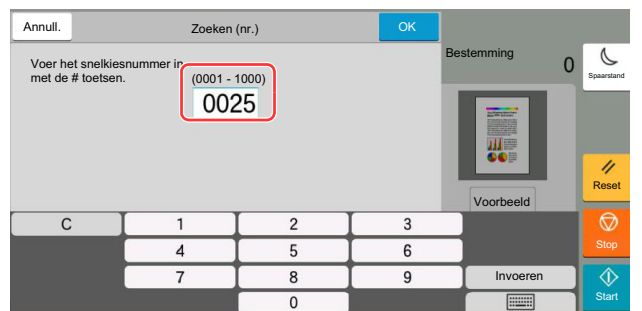 Annull.
Zoeken (nr.)
OK
Voer het snelkiesnummer in
met de # toetsen.
(0001 - 1000)
0025
Bestemming
0
Spaarstand
Voorbeeld
Reset
Stop
Start
C
1
2
3
4
5
6
7
8
9
0
Invoeren